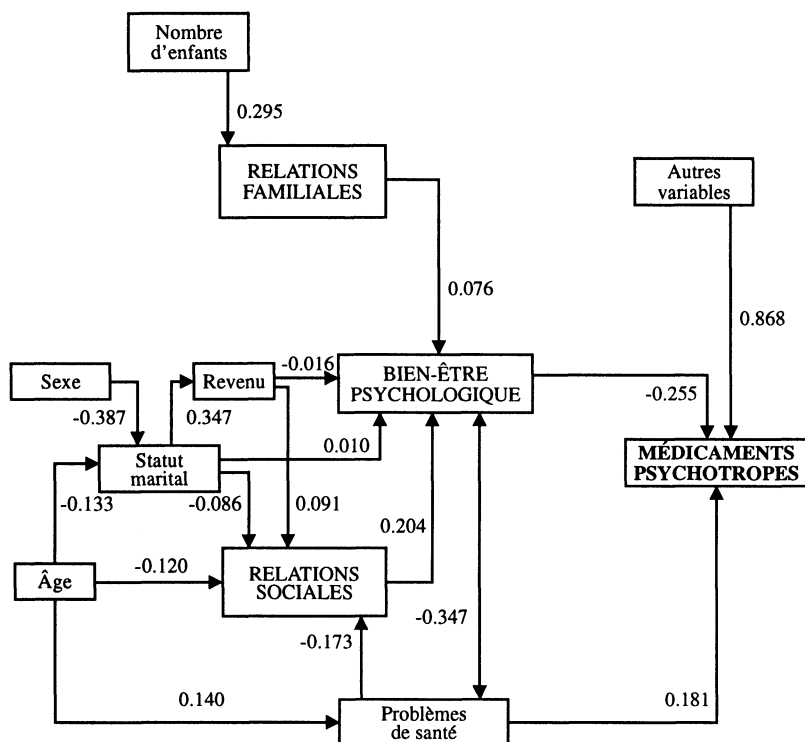 Nombre
d'enfants
0.295
RELATIONS
FAMILIALES
Autres
variables
0.076
0.868
Sexe
-0.387
0.347
Revenu
-0.016
BIEN-ÊTRE
PSYCHOLOGIQUE
-0.255
Statut
marital
0.010
MÉDICAMENTS
PSYCHOTROPES
-0.133
-0.086
0.091
0.204
Âge
-0.120
RELATIONS
SOCIALES
-0.173
-0.347
0.140
Problèmes
de santé
0.181